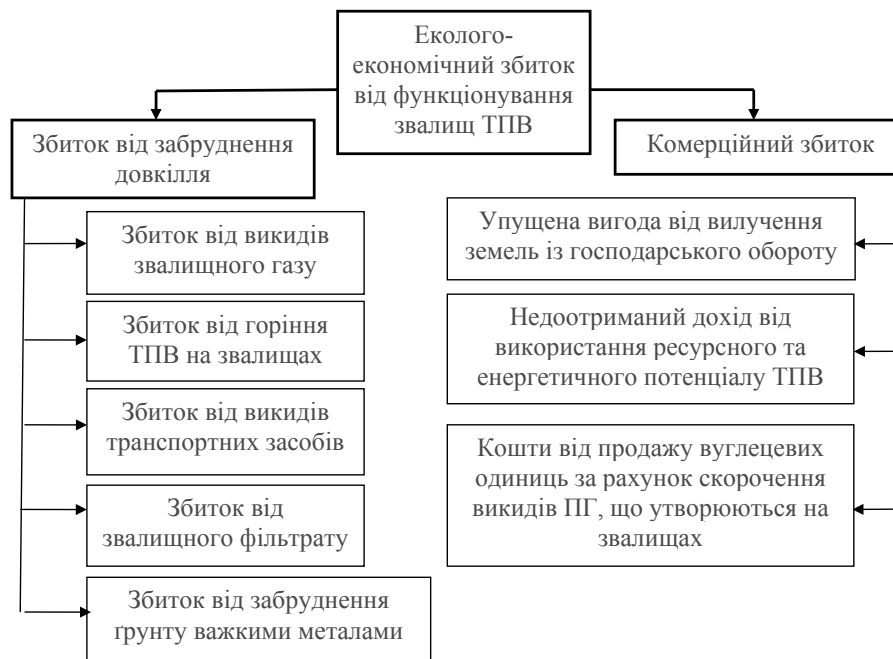 Еколого-
економічний збиток
від функціонування
звалищ ТПВ
Збиток від забруднення
довкілля
Комерційний збиток
Збиток від викидів
звалищного газу
Збиток від горіння
ТПВ на звалищах
Збиток від викидів
транспортних засобів
Збиток від
звалищного фільтрату
Збиток від забруднення
ґрунту важкими металами
Упущена вигода від вилучення
земель із господарського обороту
Недоотриманий дохід від
використання ресурсного та
енергетичного потенціалу ТПВ
Кошти від продажу вуглецевих
одиниць за рахунок скорочення
викидів ПГ, що утворюються на
звалищах